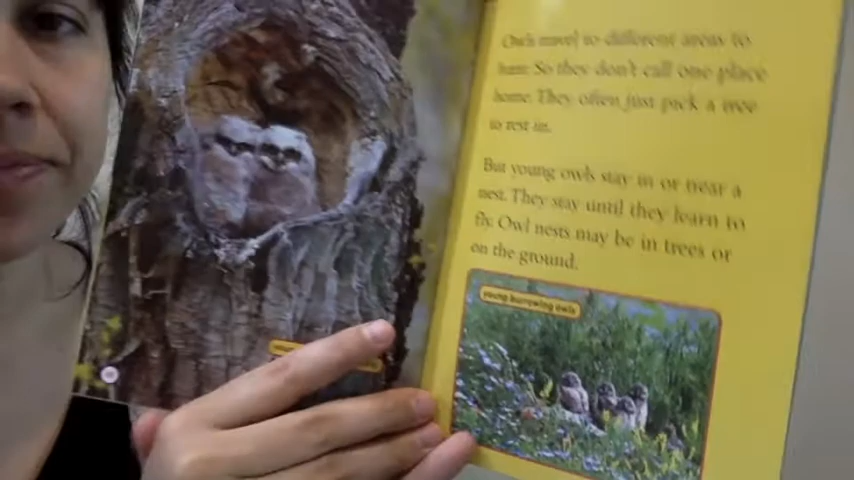 Owls travel to different areas to
hunt. So they don't call one place
home. They often just pick a tree
to rest in.
But young owls stay in or near a
nest. They stay until they learn to
fly. Owl nests may be in trees or
on the ground.
young burrowing owls